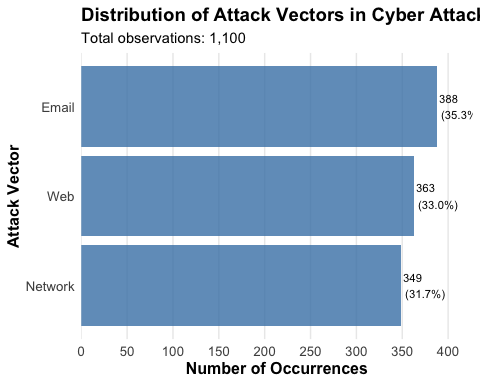 Distribution of Attack Vectors in Cyber Attack
Total observations: 1,100
Attack Vector
Email
388
(35.3%
Web
363
(33.0%)
Network
349
(31.7%)
0 50 100 150 200 250 300 350 400
Number of Occurrences